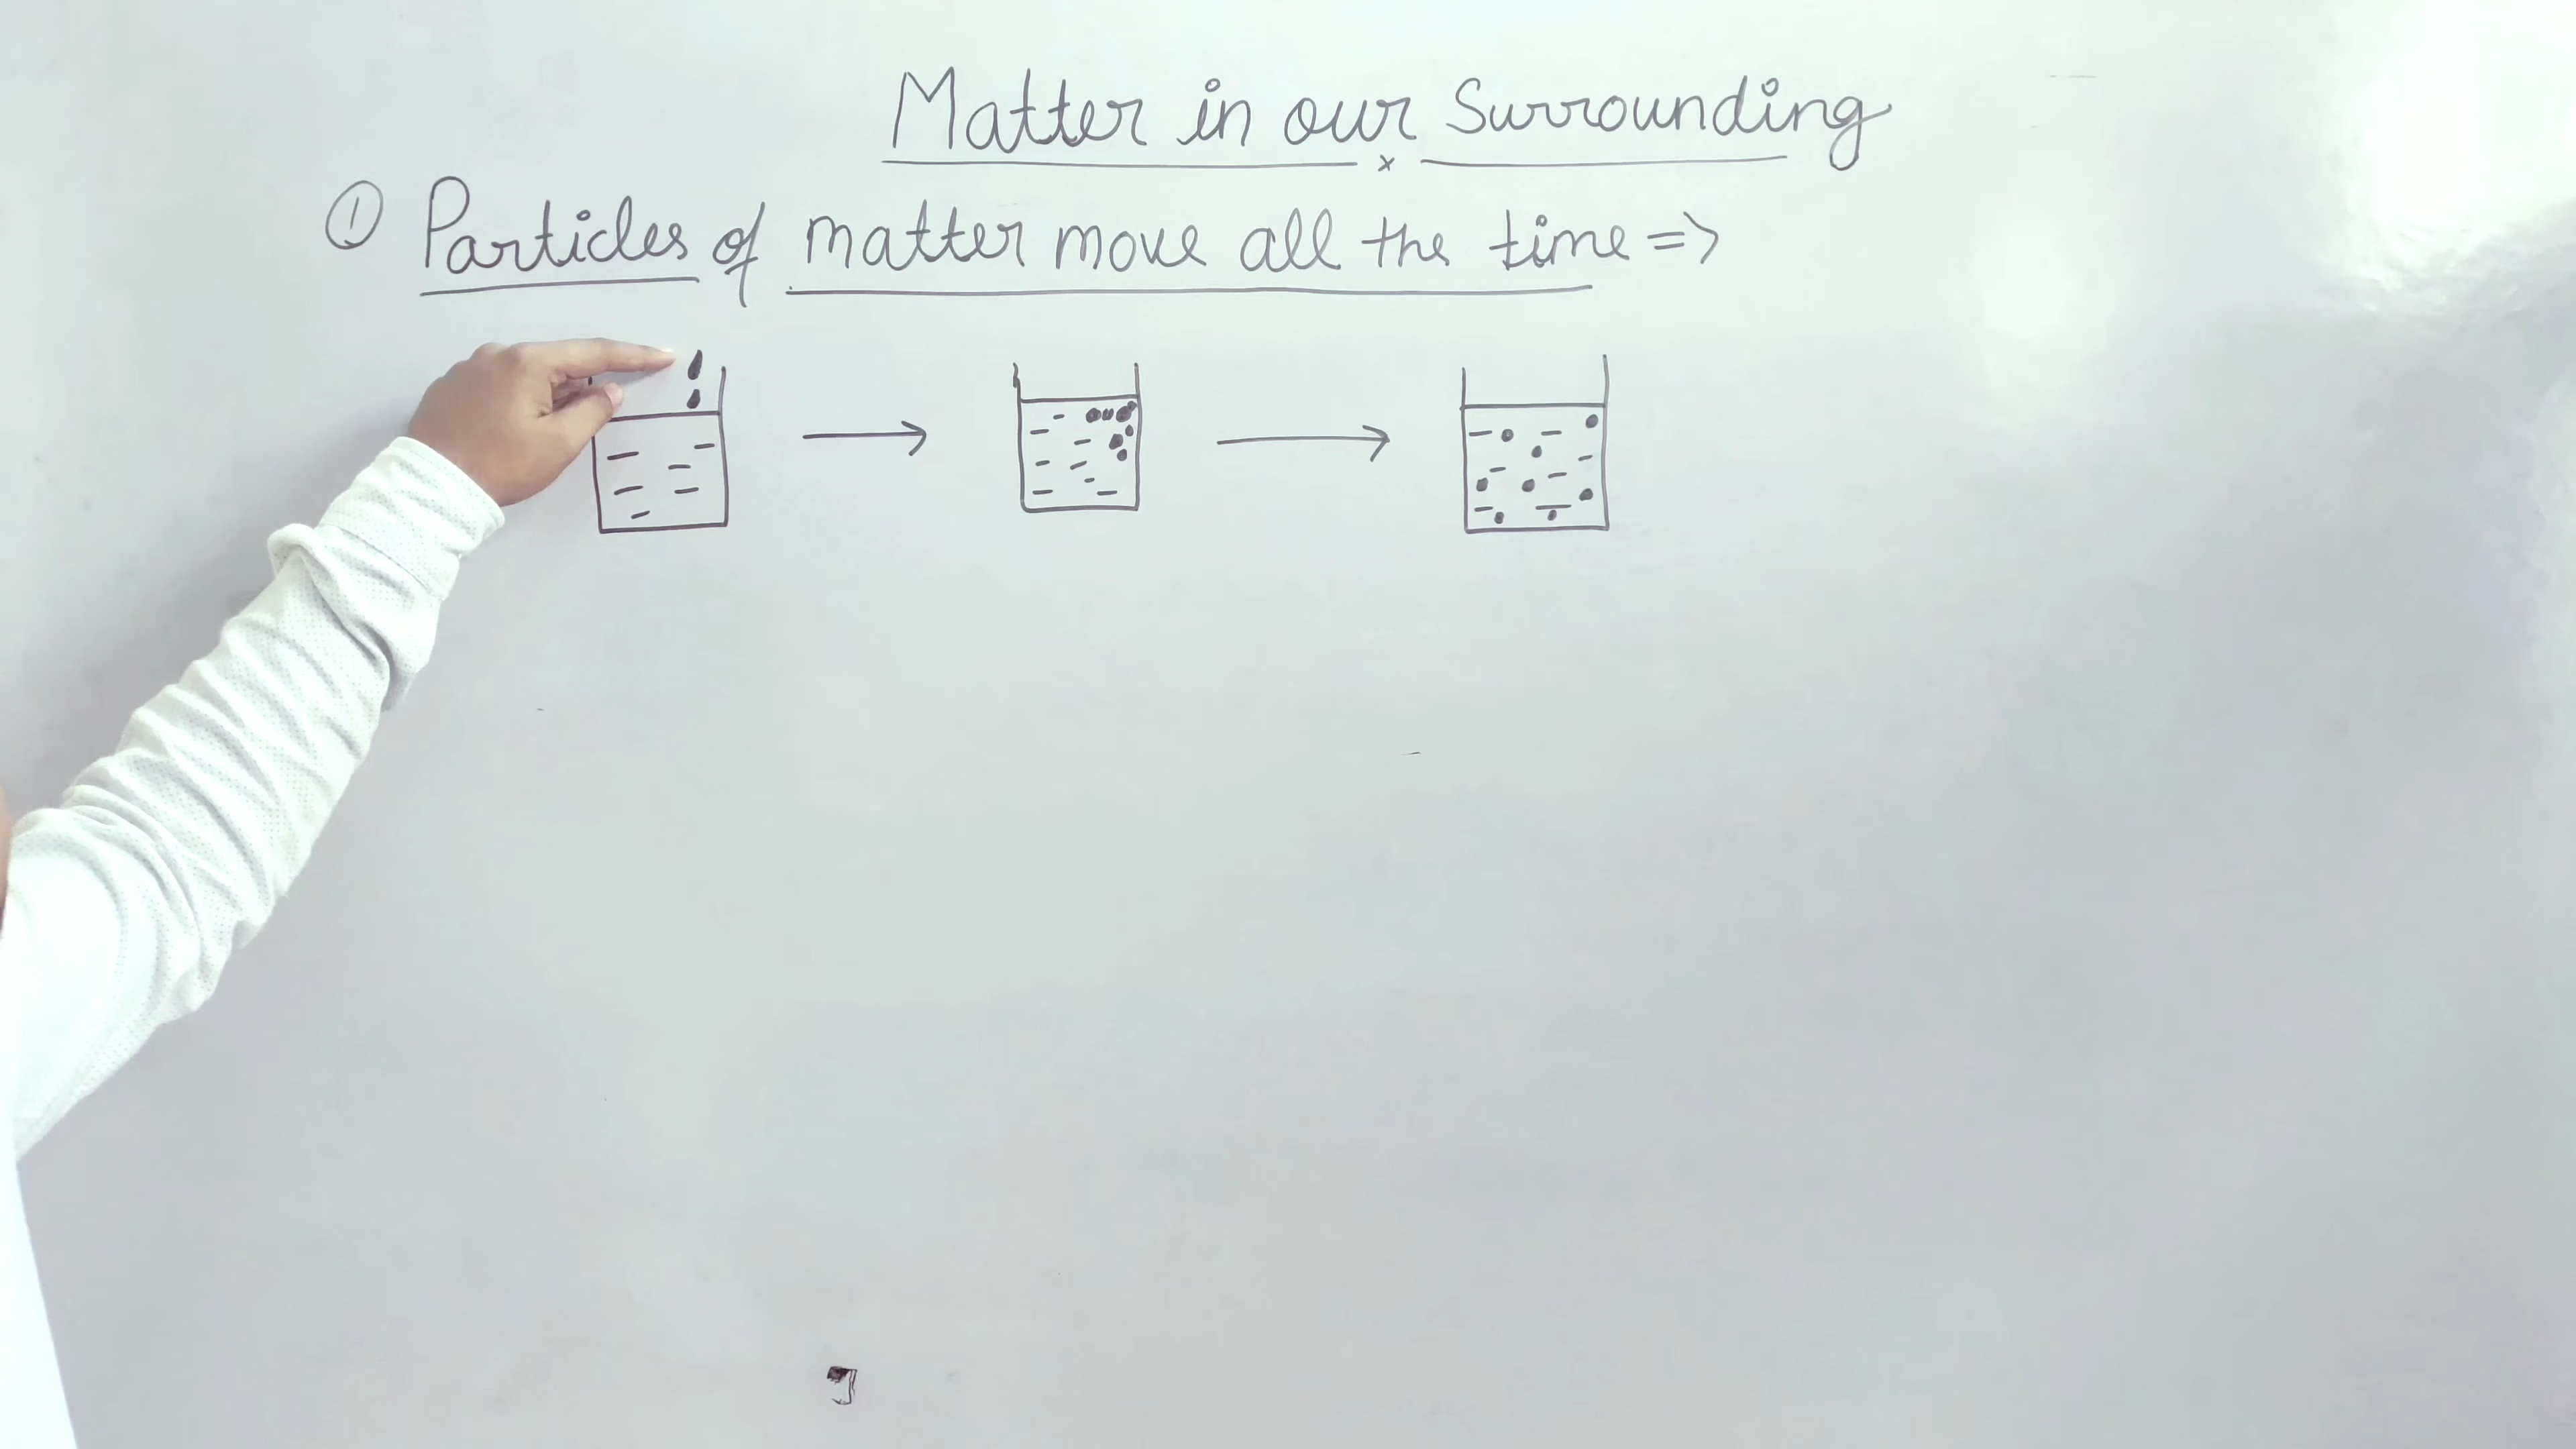 Matter in our Surrounding
① Particles of matter move all the time =>